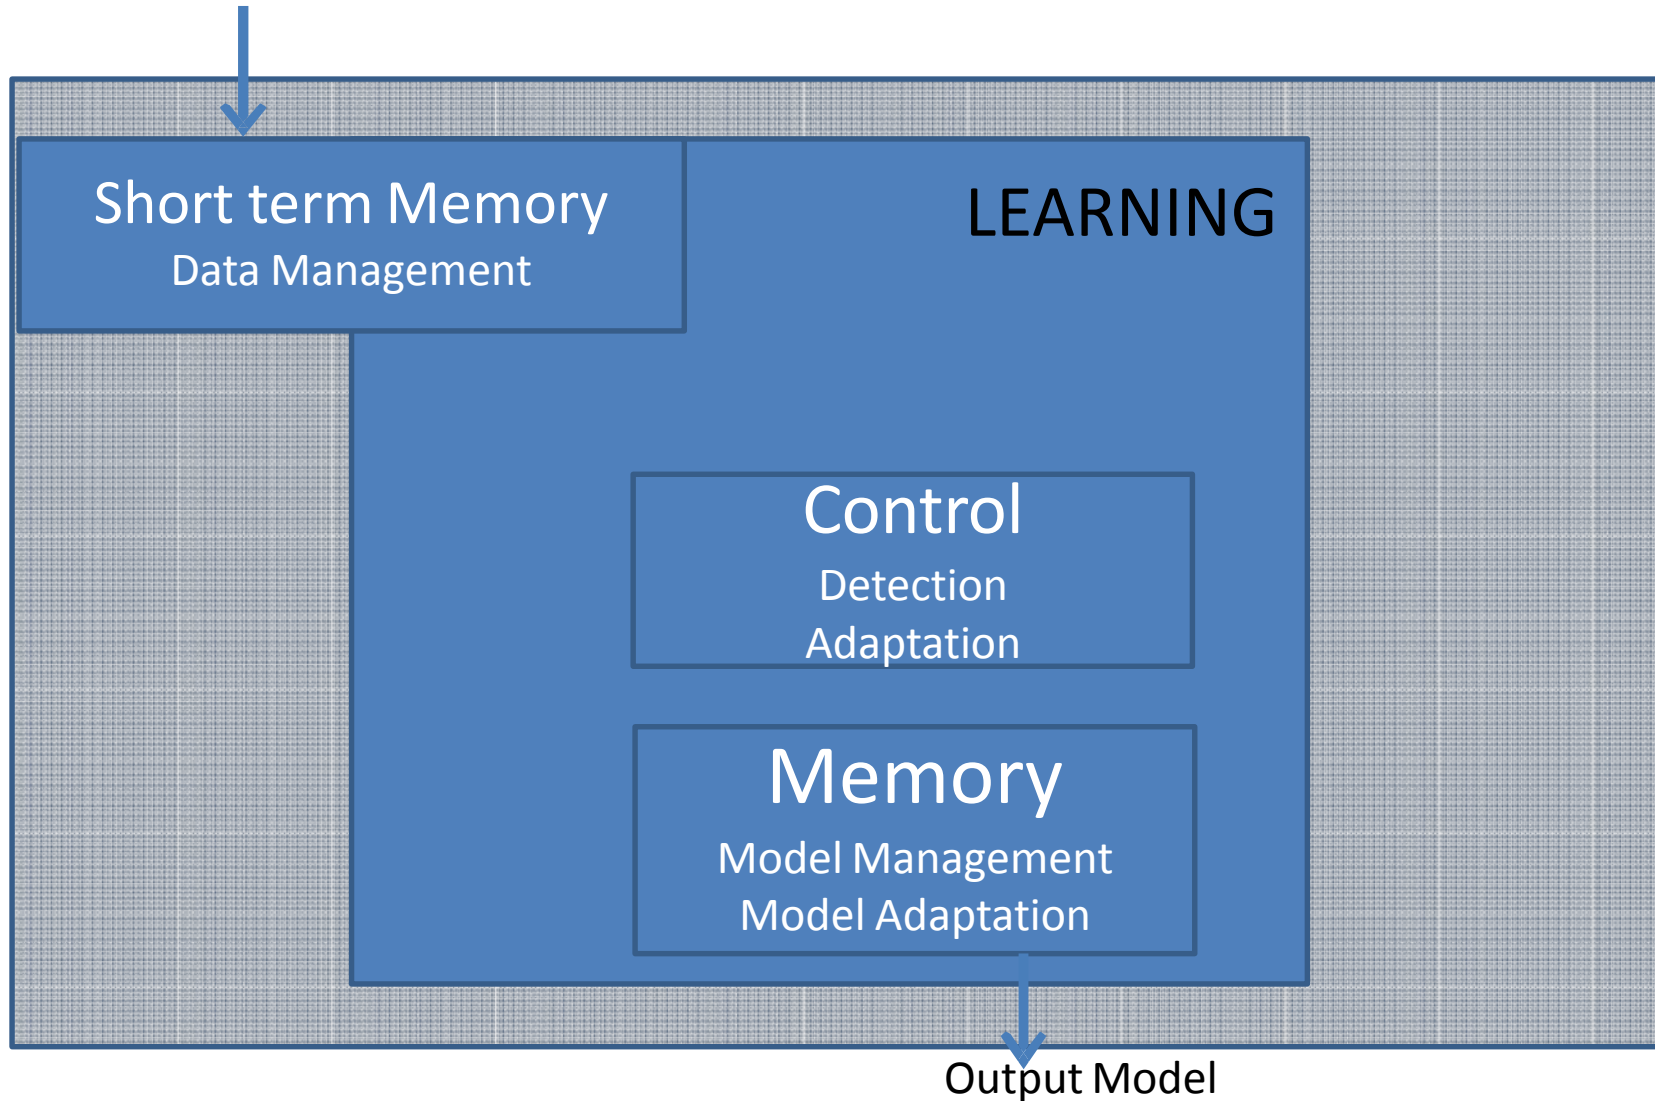 Short term Memory
Data Management
LEARNING
Control
Detection
Adaptation
Memory
Model Management
Model Adaptation
Output Model